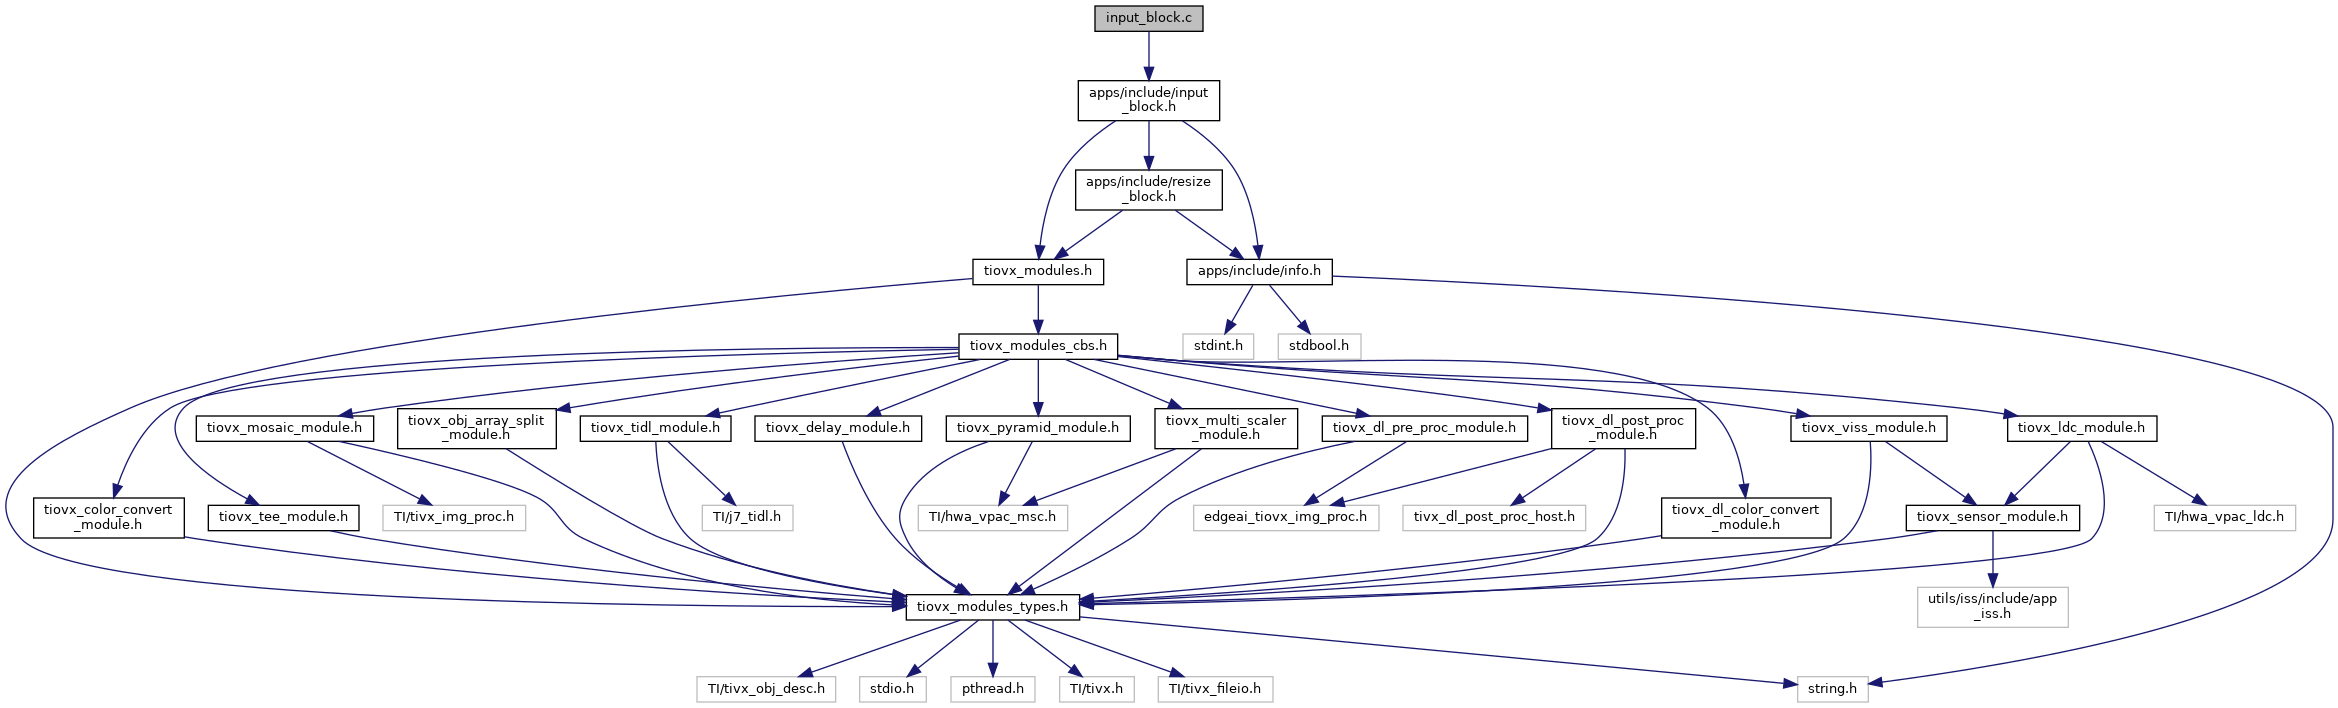 input_block.c
apps/include/input
_block.h
apps/include/resize
_block.h
tiovx_modules.h
apps/include/info.h
stdint.h
stdbool.h
tiovx_modules_cbs.h
tiovx_mosaic_module.h
tiovx_obj_array_split
_module.h
tiovx_tidl_module.h
tiovx_delay_module.h
tiovx_pyramid_module.h
tiovx_multi_scaler
_module.h
tiovx_dl_pre_proc_module.h
tiovx_dl_post_proc
_module.h
tiovx_viss_module.h
tiovx_ldc_module.h
tiovx_color_convert
_module.h
tiovx_tee_module.h
TI/tivx_img_proc.h
TI/j7_tidl.h
TI/hwa_vpac_msc.h
edgeai_tiovx_img_proc.h
tivx_dl_post_proc_host.h
tiovx_dl_color_convert
_module.h
tiovx_sensor_module.h
TI/hwa_vpac_ldc.h
tiovx_modules_types.h
utils/iss/include/app
_iss.h
TI/tivx_obj_desc.h
stdio.h
pthread.h
TI/tivx.h
TI/tivx_fileio.h
string.h